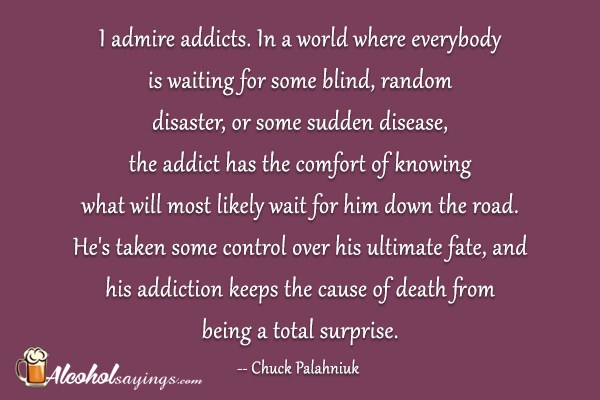 I admire addicts. In a world where everybody
is waiting for some blind, random
disaster, or some sudden disease,
the addict has the comfort of knowing
what will most likely wait for him down the road.
He's taken some control over his ultimate fate, and
his addiction keeps the cause of death from
being a total surprise.
-- Chuck Palahniuk
Alcoholsayings.com